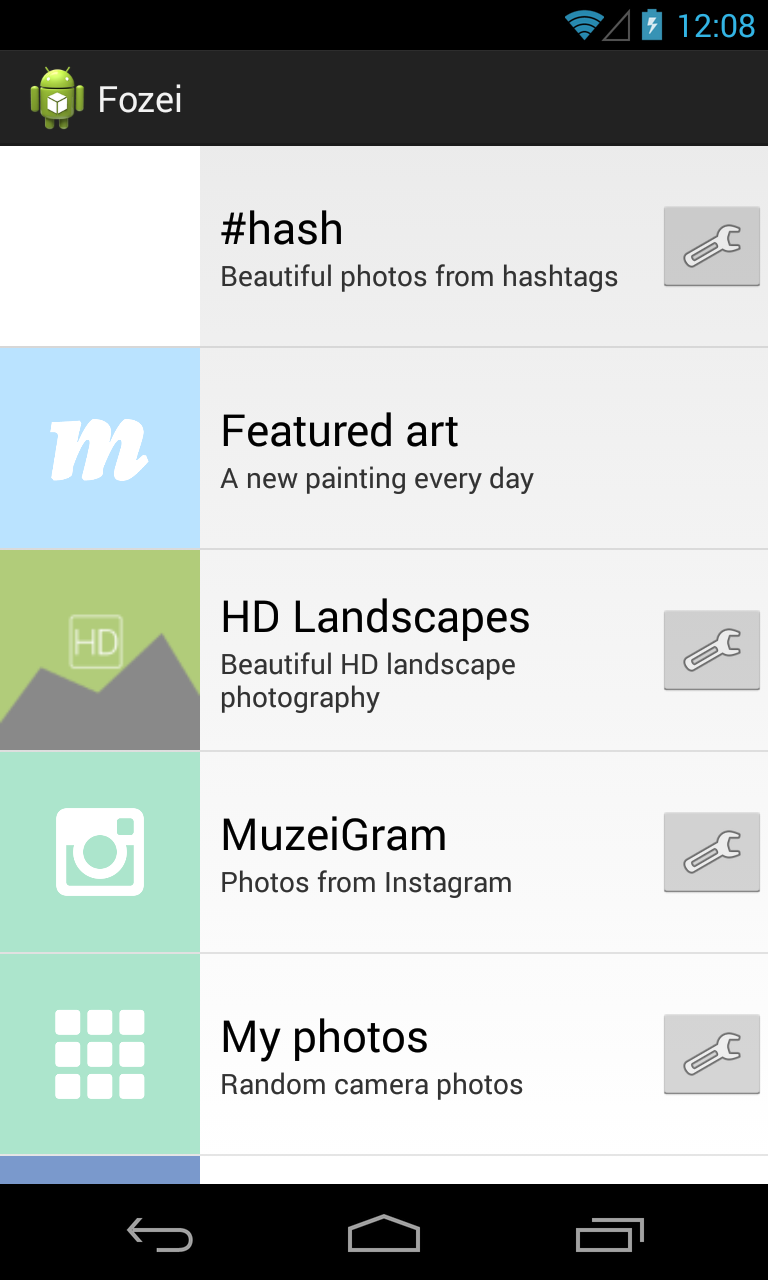 12:08
Fozei
#hash
Beautiful photos from hashtags
m
Featured art
A new painting every day
HD
HD Landscapes
Beautiful HD landscape
photography
MuzeiGram
Photos from Instagram
My photos
Random camera photos